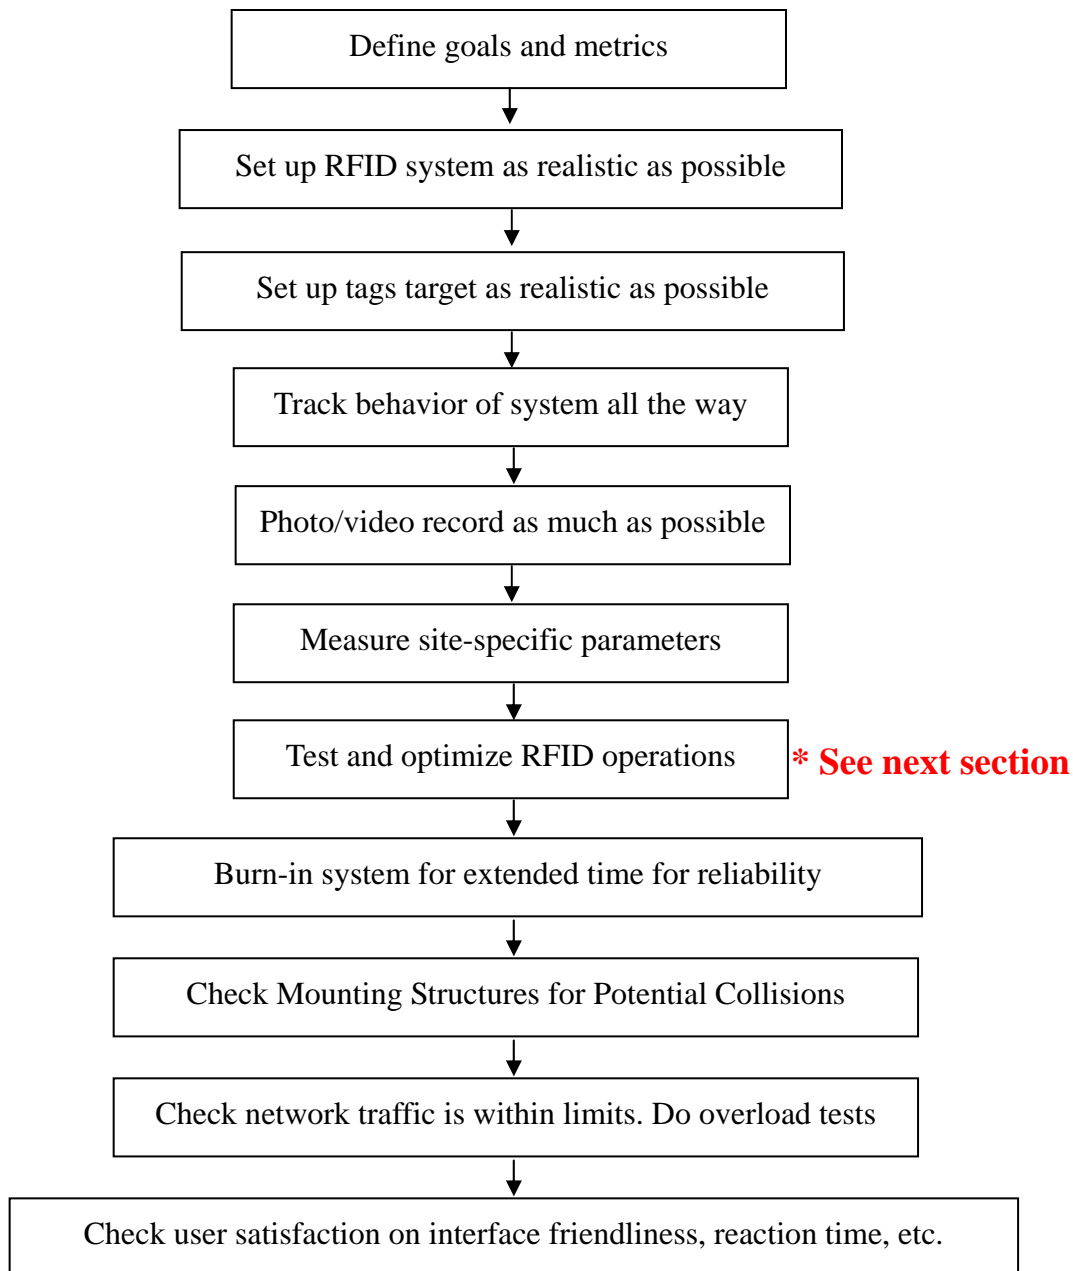 Define goals and metrics
Set up RFID system as realistic as possible
Set up tags target as realistic as possible
Track behavior of system all the way
Photo/video record as much as possible
Measure site-specific parameters
Test and optimize RFID operations
* See next section
Burn-in system for extended time for reliability
Check Mounting Structures for Potential Collisions
Check network traffic is within limits. Do overload tests
Check user satisfaction on interface friendliness, reaction time, etc.